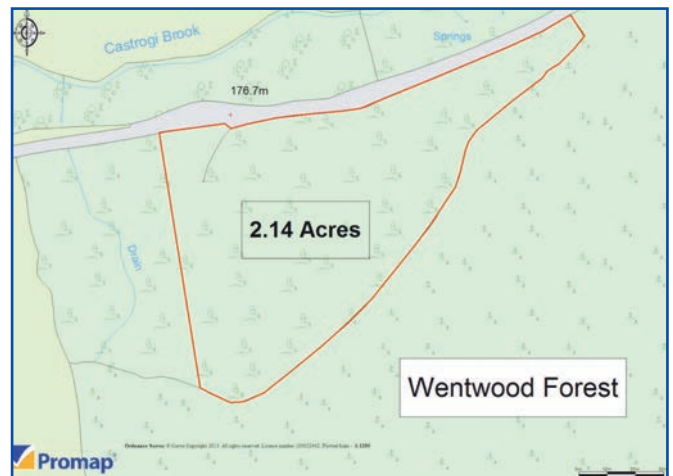 Castrogi Brook
Springs
176.7m
2.14 Acres
Drain
Wentwood Forest
Promap